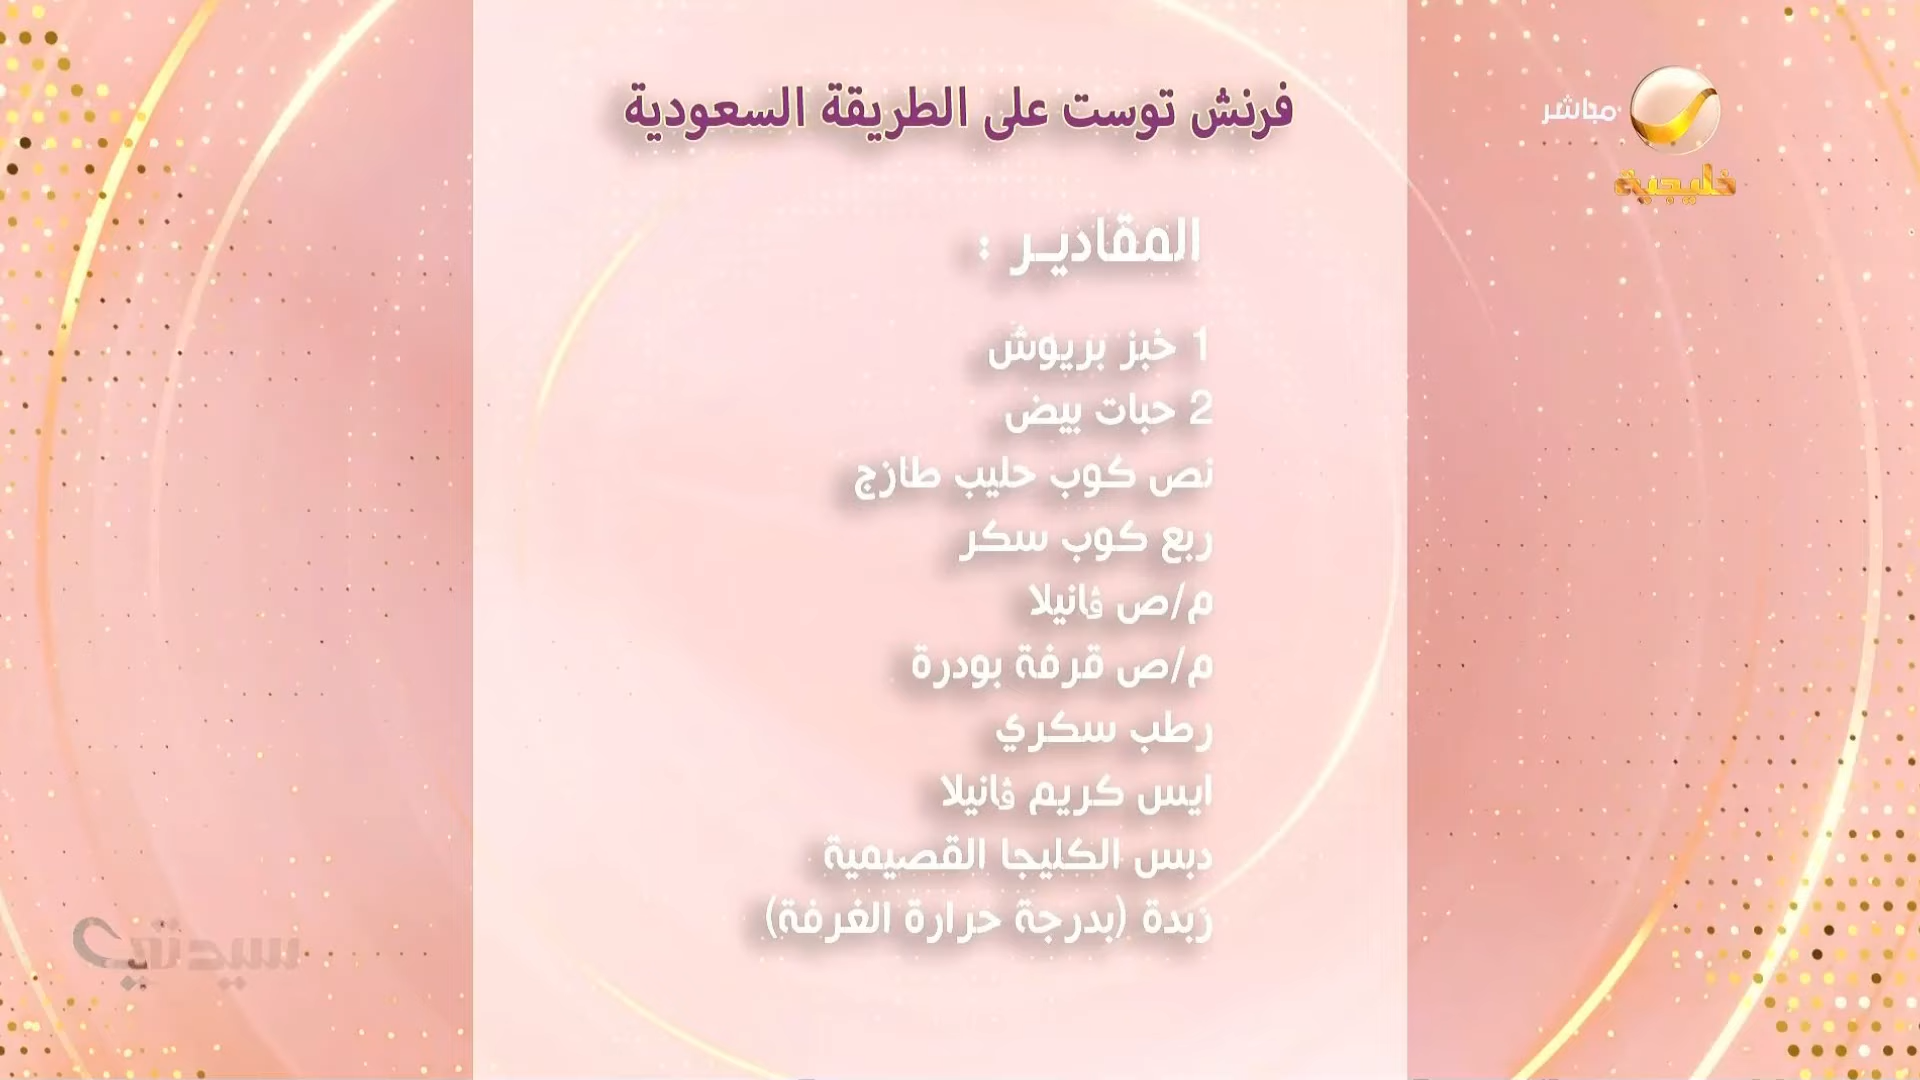 فرنش توست على الطريقة السعودية
مباشر
خليجية
المقادير :
1 خبز بريوش
2 حبات بيض
نص كوب حليب طازج
ربع كوب سكر
م/ص ڤانيلا
م/ص قرفة بودرة
رطب سكري
ايس كريم ڤانيلا
دبس الكليجا القصيمية
زبدة (بدرجة حرارة الغرفة)
سيدتي